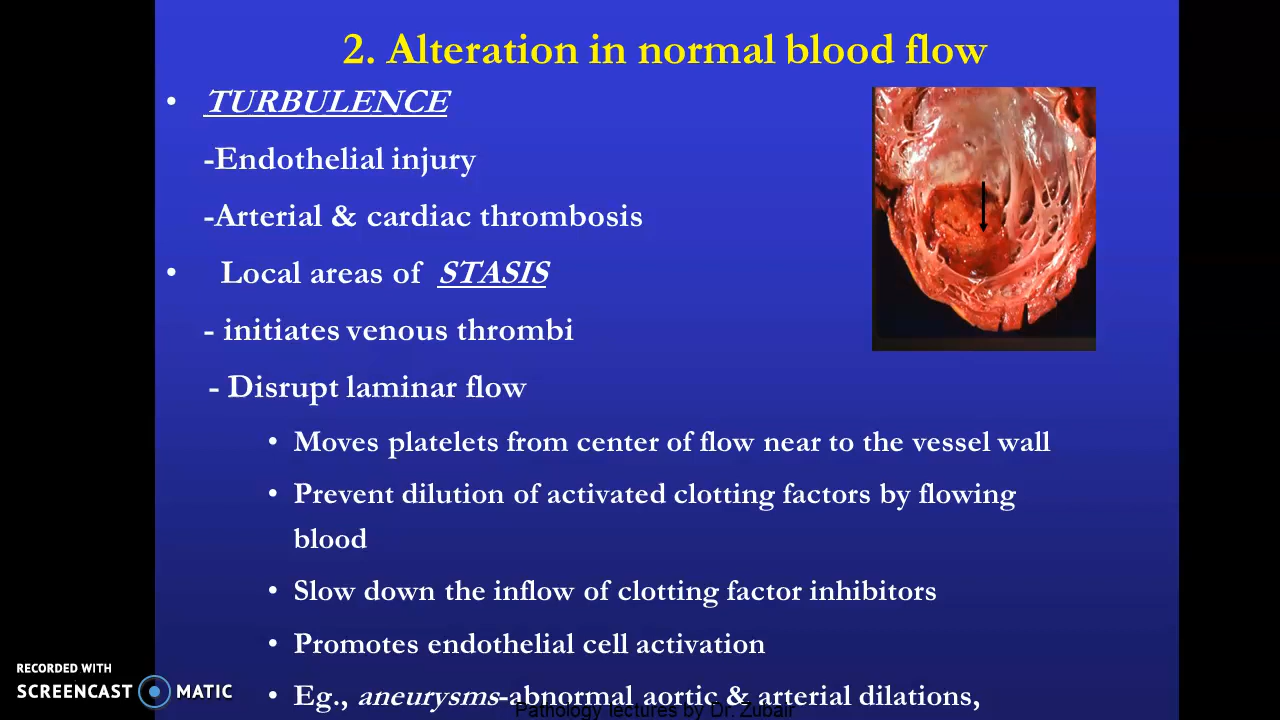 2. Alteration in normal blood flow
• TURBULENCE
-Endothelial injury
-Arterial & cardiac thrombosis
• Local areas of STASIS
- initiates venous thrombi
- Disrupt laminar flow
• Moves platelets from center of flow near to the vessel wall
• Prevent dilution of activated clotting factors by flowing
blood
• Slow down the inflow of clotting factor inhibitors
• Promotes endothelial cell activation
• Eg., aneurysms-abnormal aortic & arterial dilations,
Pathology lectures by Dr. Zubair
RECORDED WITH
SCREENCAST MATIC